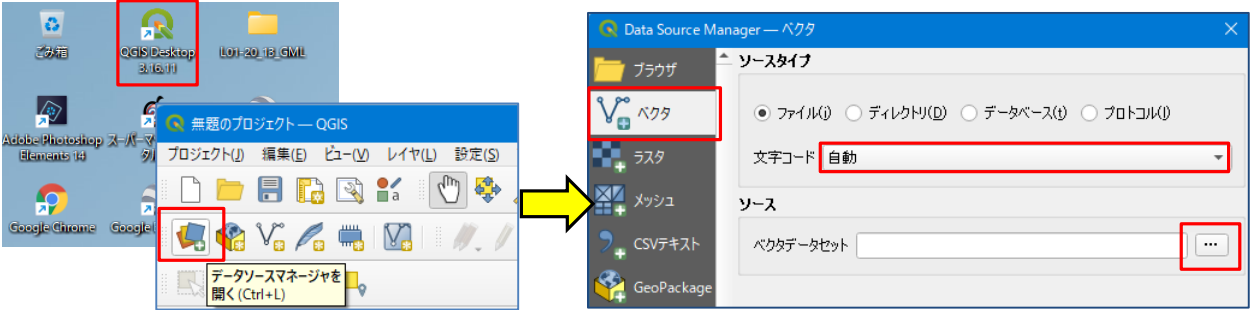 ごみ箱
QGIS Desktop
3.16.11
L01-20_13_GML
Adobe Photoshop
Elements 14
スーパーマ
Google Chrome
Google
無題のプロジェクト — QGIS
プロジェクト(J) 編集(E) ビュー(V) レイヤ(L) 設定(S)
a
データソースマネージャを
開く(Ctrl+L)
Data Source Manager — ベクタ
ブラウザ
ベクタ
ラスタ
メッシュ
CSVテキスト
GeoPackage
ソースタイプ
ファイル(i) ディレクトリ(D) データベース(t) プロトコル(l)
文字コード 自動
ソース
ベクタデータセット ...